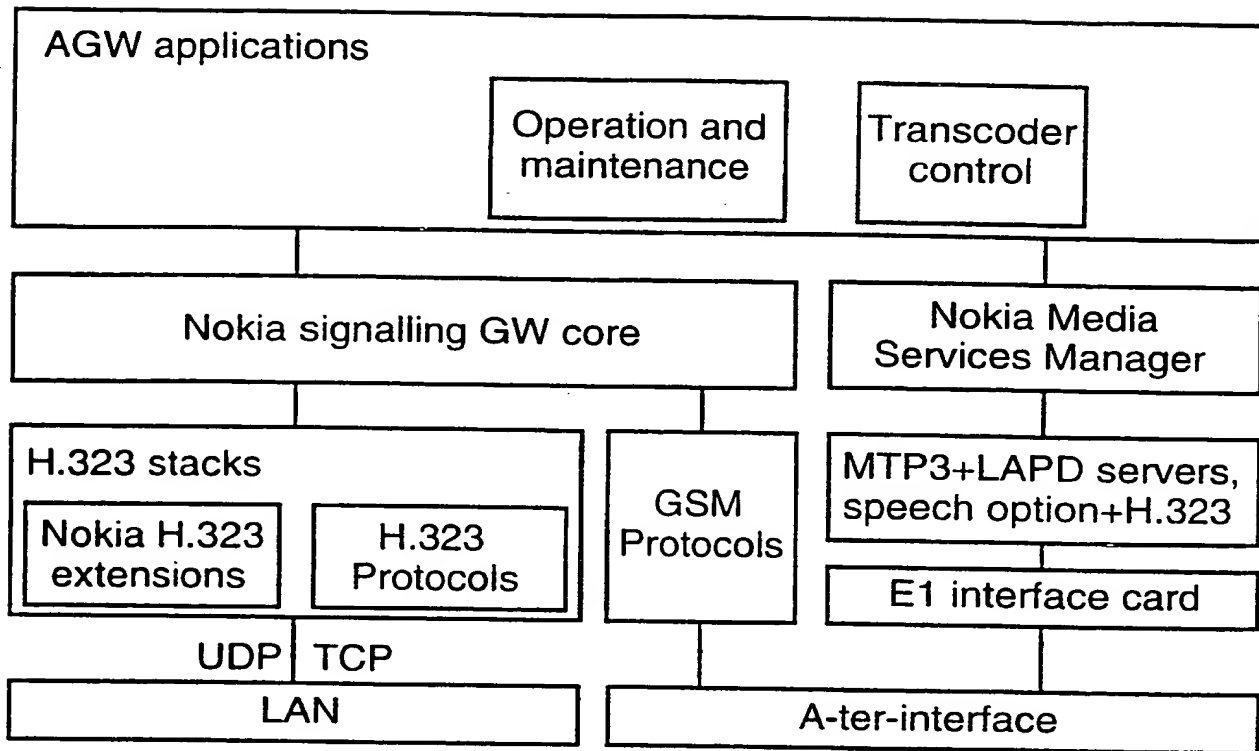 AGW applications
Operation and
maintenance
Transcoder
control
Nokia signalling GW core
Nokia Media
Services Manager
H.323 stacks
Nokia H.323
extensions
H.323
Protocols
GSM
Protocols
MTP3+LAPD servers,
speech option+H.323
E1 interface card
UDP TCP
LAN
A-ter-interface